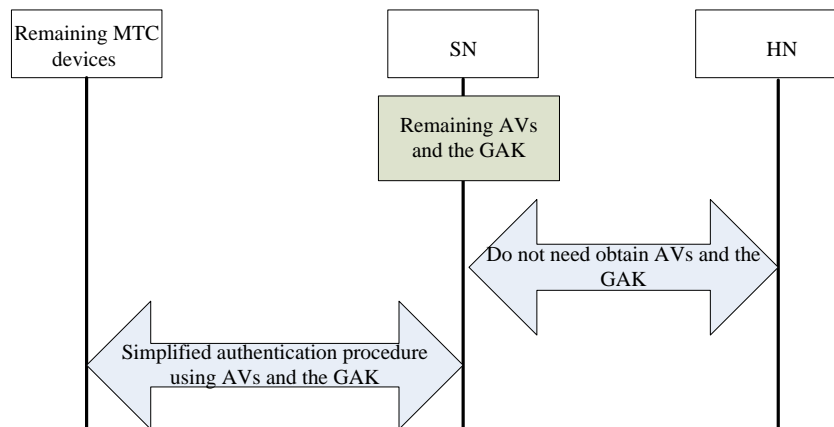 Remaining MTC
devices
SN
HN
Remaining AVs
and the GAK
Do not need obtain AVs and the
GAK
Simplified authentication procedure
using AVs and the GAK